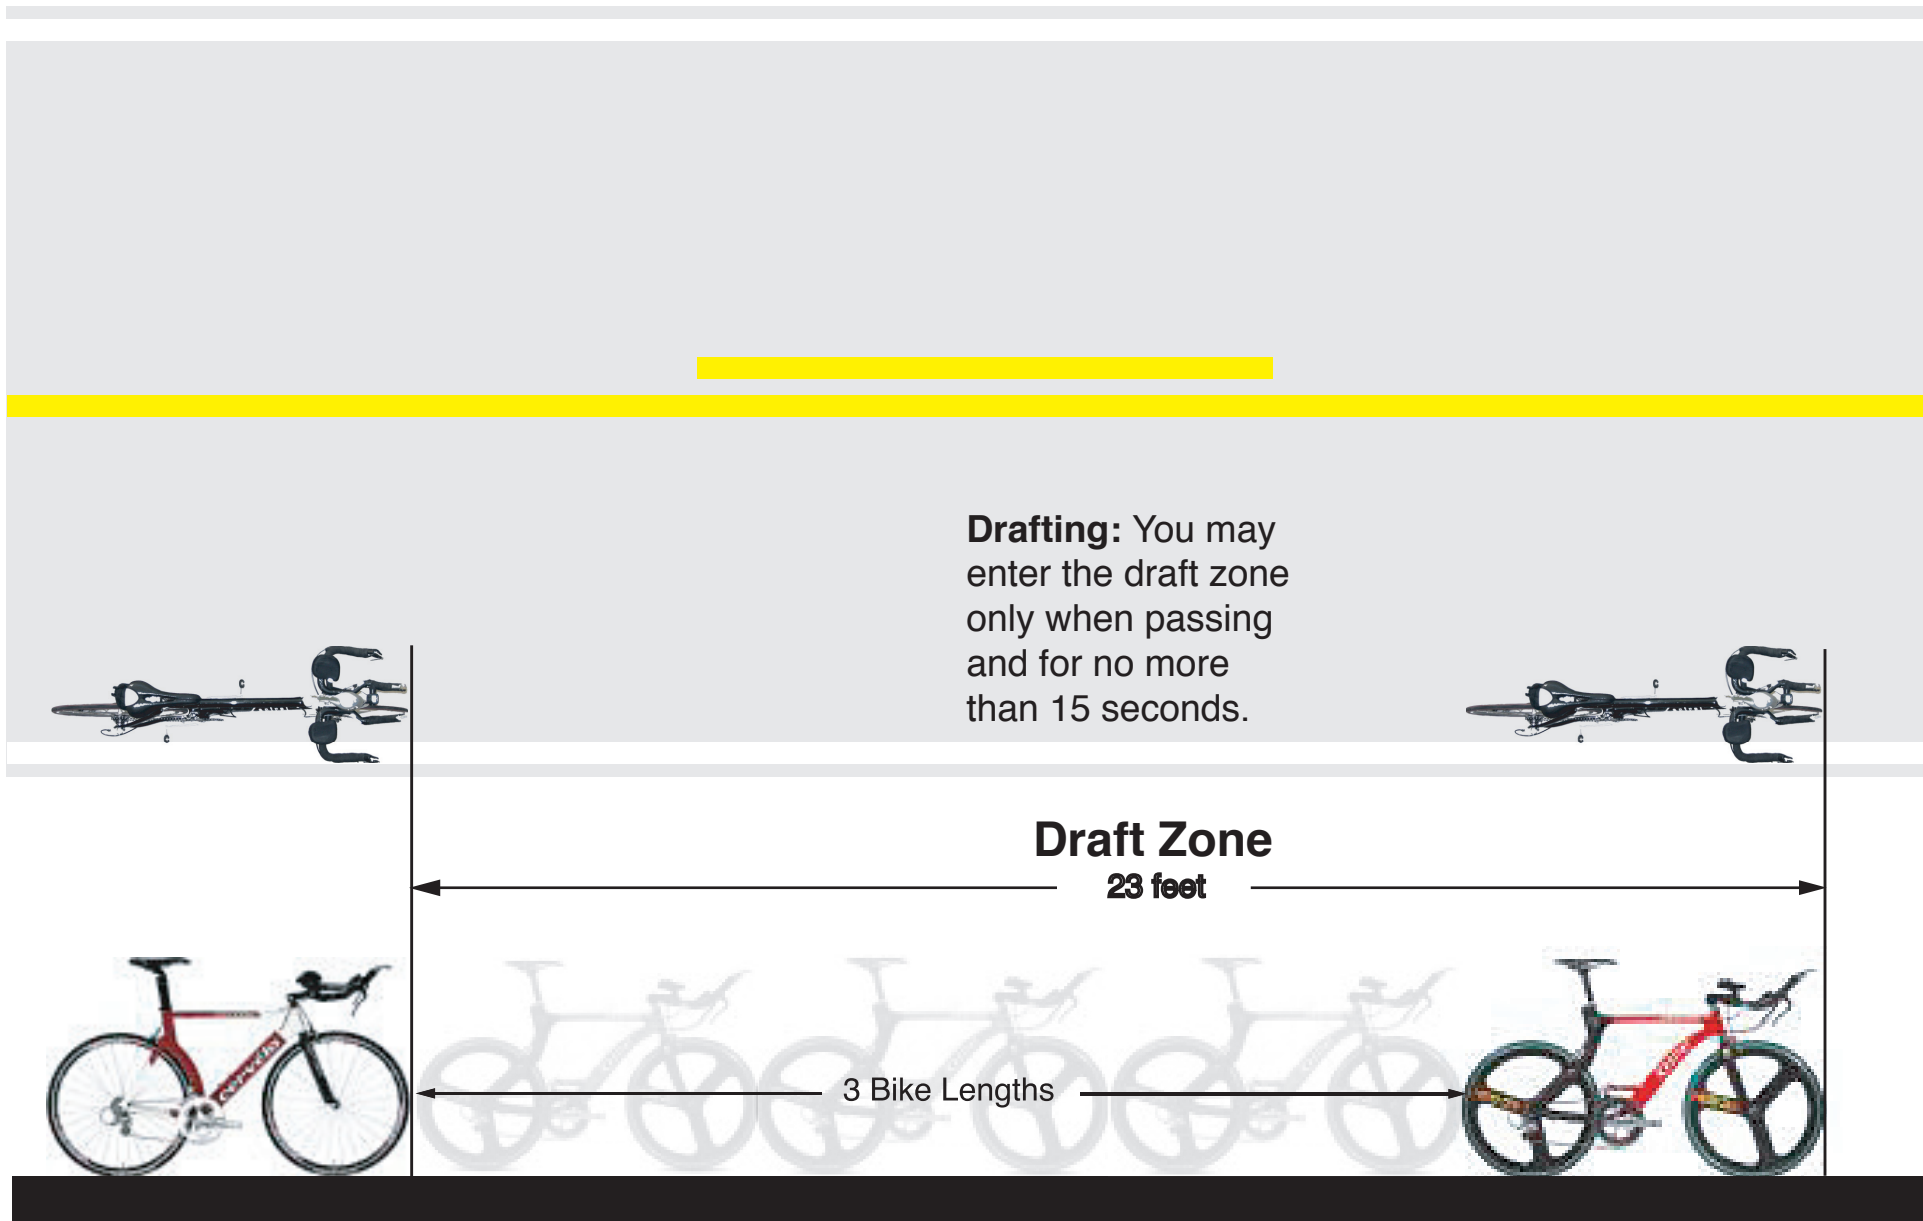 Drafting: You may
enter the draft zone
only when passing
and for no more
than 15 seconds.
Draft Zone
23 feet
3 Bike Lengths
cervélo